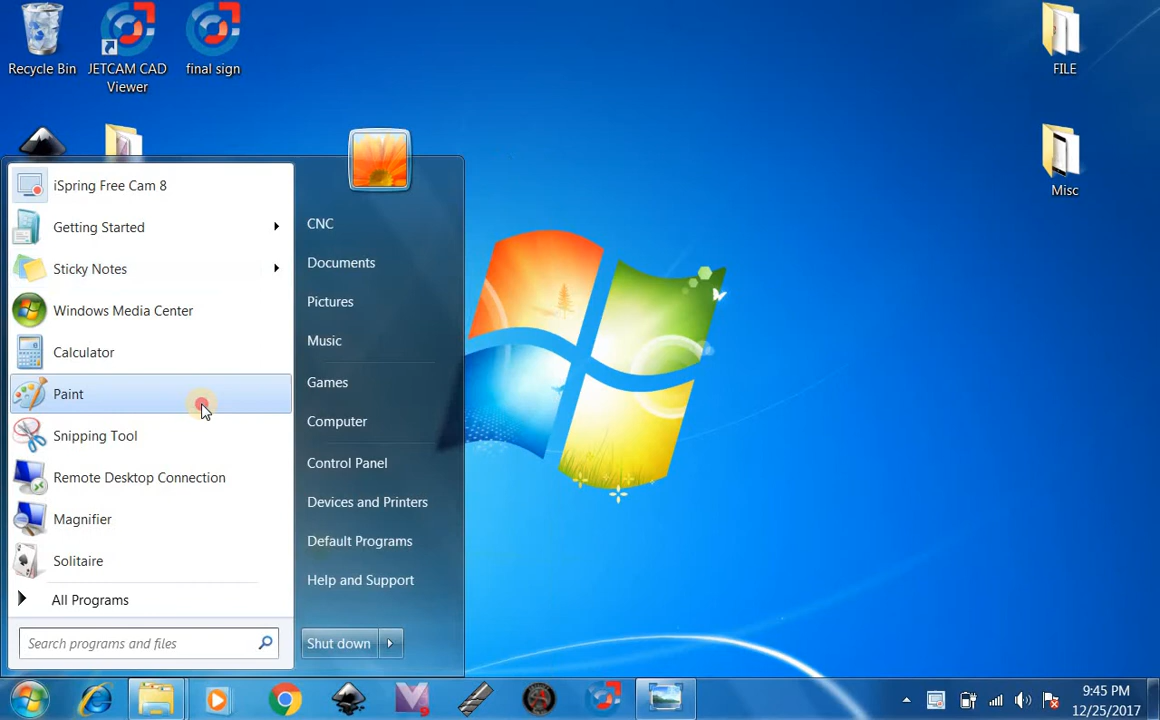 Recycle Bin
JETCAM CAD
Viewer
final sign
FILE
Misc
iSpring Free Cam 8
Getting Started
Sticky Notes
Windows Media Center
Calculator
Paint
Snipping Tool
Remote Desktop Connection
Magnifier
Solitaire
All Programs
Search programs and files
CNC
Documents
Pictures
Music
Games
Computer
Control Panel
Devices and Printers
Default Programs
Help and Support
Shut down
9
9:45 PM
12/25/2017